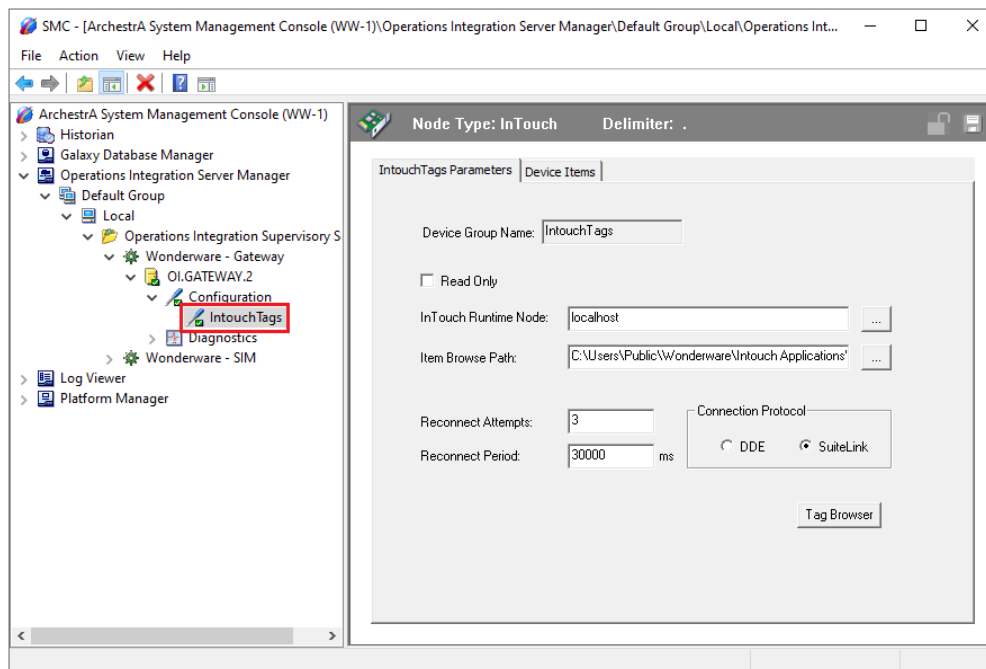 SMC - [ArchestrA System Management Console (WW-1)\Operations Integration Server Manager\Default Group\Local\Operations Int...
File Action View Help
ArchestrA System Management Console (WW-1)
Historian
Galaxy Database Manager
Operations Integration Server Manager
Default Group
Local
Operations Integration Supervisory S
Wonderware - Gateway
OI.GATEWAY.2
Configuration
IntouchTags
Diagnostics
Wonderware - SIM
Log Viewer
Platform Manager
Node Type: InTouch Delimiter: .
IntouchTags Parameters Device Items
Device Group Name: IntouchTags
Read Only
InTouch Runtime Node: localhost ...
Item Browse Path: C:\Users\Public\Wonderware\Intouch Applications' ...
Reconnect Attempts: 3
Reconnect Period: 30000 ms
Connection Protocol
DDE SuiteLink
Tag Browser